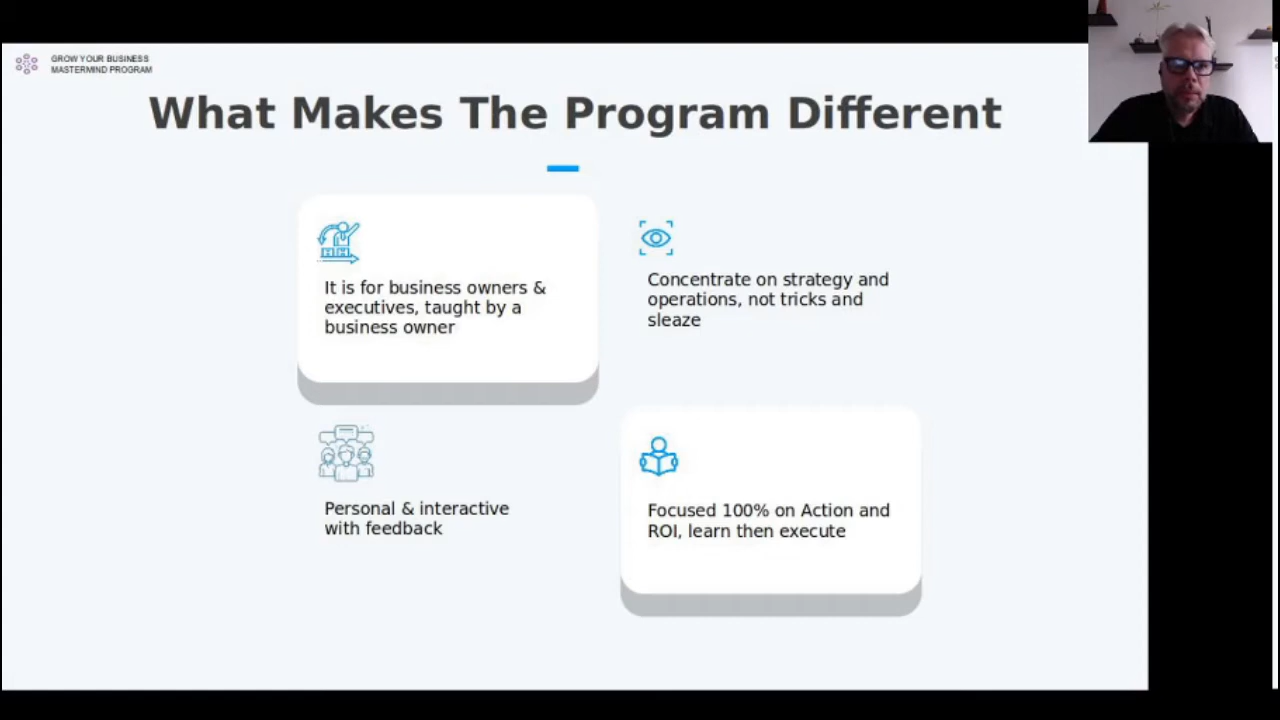 GROW YOUR BUSINESS
MASTERMIND PROGRAM
What Makes The Program Different
It is for business owners &
executives, taught by a
business owner
Concentrate on strategy and
operations, not tricks and
sleaze
Personal & interactive
with feedback
Focused 100% on Action and
ROI, learn then execute